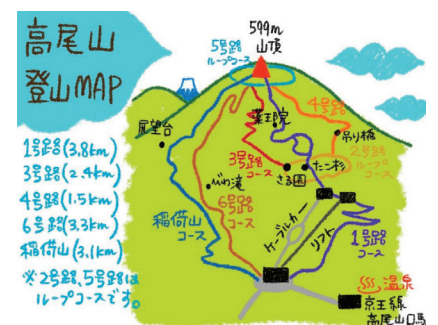 高尾山
登山MAP
599m
山頂
5号路
ループコース
4号路
薬王院
吊り橋
展望台
2号路
ループ
コース
1号路(3.8km)
3号路(2.4km)
4号路(1.5km)
6号路(3.3km)
稲荷山(3.1km)
※2号路、5号路は
ループコースです。
3号路
コース
さる園
たこ杉
びわ滝
6号路
コース
稲荷山
コース
ケーブルカー
リフト
1号路
コース
温泉
京王線
高尾山口駅